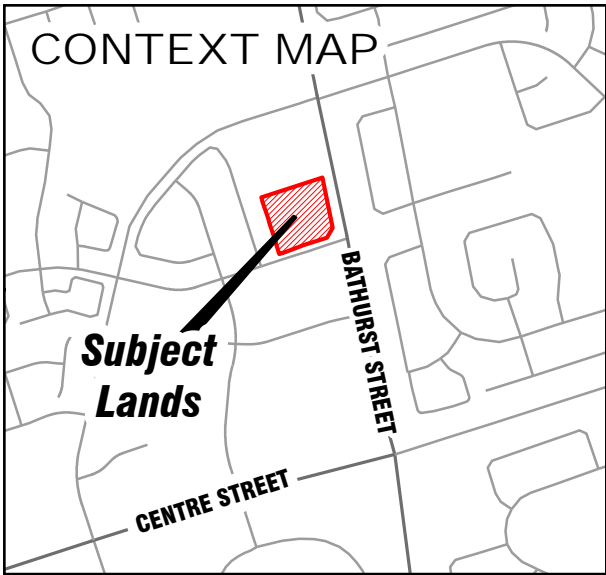 CONTEXT MAP
BATHURST STREET
Subject
Lands
CENTRE STREET